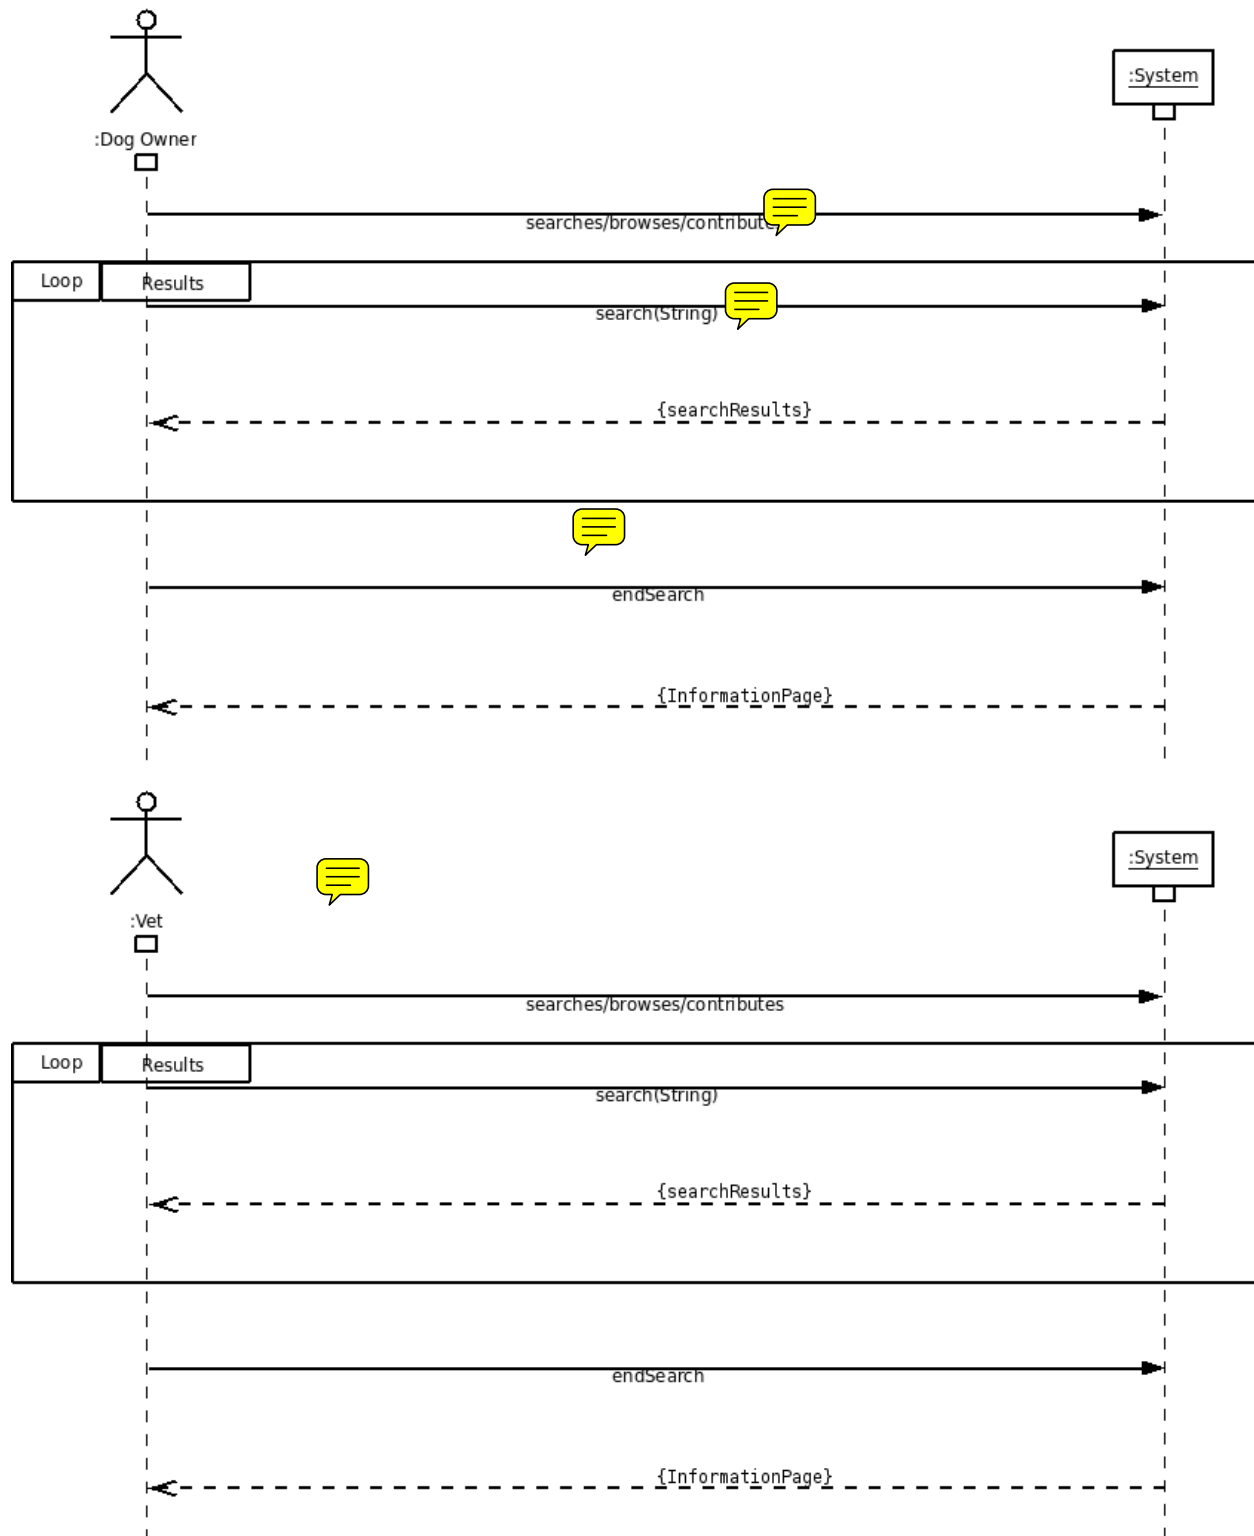 :System
:Dog Owner
searches/browses/contribute
Loop
Results
search(String)
{searchResults}
endSearch
{InformationPage}
:System
:Vet
searches/browses/contributes
Loop
Results
search(String)
{searchResults}
endSearch
{InformationPage}